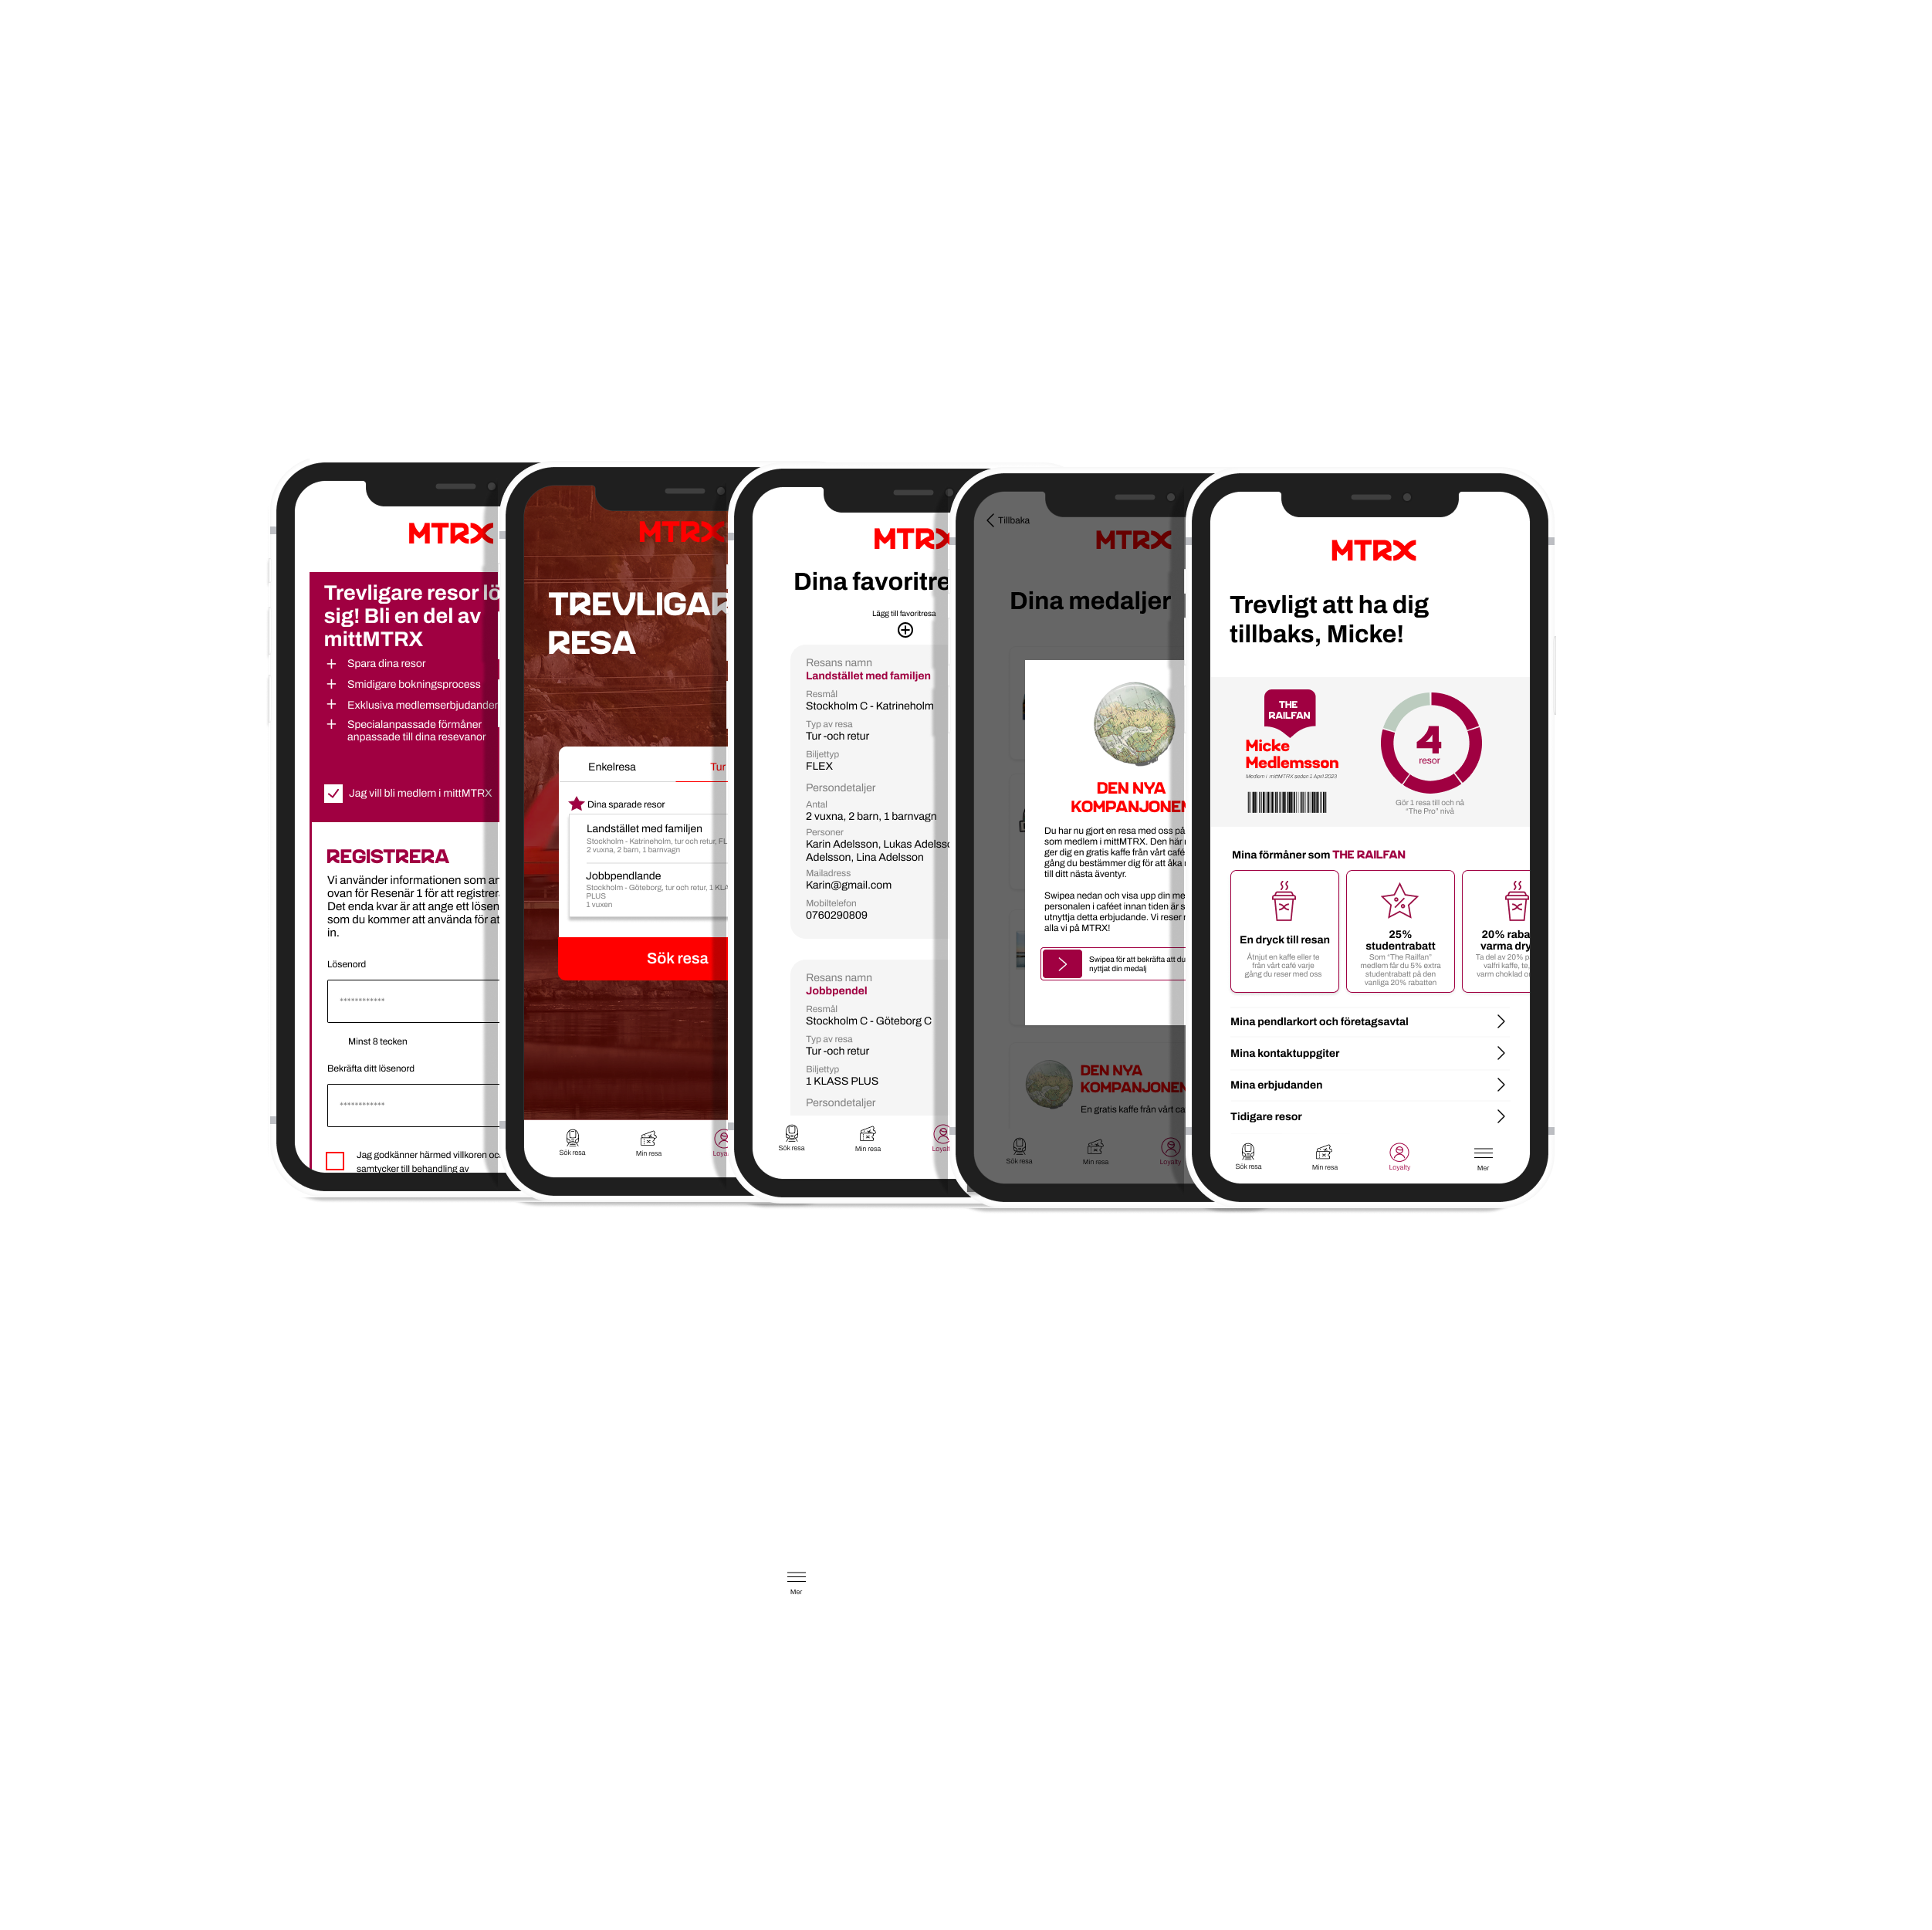 MTRX
Trevligare resor lö
sig! Bli en del av
mittMTRX
Spara dina resor
Smidigare bokningsprocess
Exklusiva medlemserbjudanden
Specialanpassade förmåner
anpassade till dina resevanor
Jag vill bli medlem i mittMTRX
REGISTRERA
Vi använder informationen som an
ovan för Resenär 1 för att registrera
Det enda kvar är att ange ett lösen
som du kommer att använda för at
in.
Lösenord
************
Minst 8 tecken
Bekräfta ditt lösenord
************
Jag godkänner härmed villkoren oc
samtycker till behandling av
MTRX
TREVLIGAR
RESA
Enkelresa
Tur
Dina sparade resor
Landstället med familjen
Stockholm - Katrineholm, tur och retur, FL
2 vuxna, 2 barn, 1 barnvagn
Jobbpendlande
Stockholm - Göteborg, tur och retur, 1 KLA
PLUS
1 vuxen
Sök resa
Sök resa
Min resa
Loya
MTRX
Dina favoritre
Lägg till favoritresa
Resans namn
Landstället med familjen
Resmål
Stockholm C - Katrineholm
Typ av resa
Tur -och retur
Biljettyp
FLEX
Persondetaljer
Antal
2 vuxna, 2 barn, 1 barnvagn
Personer
Karin Adelsson, Lukas Adelsso
Adelsson, Lina Adelsson
Mailadress
Karin@gmail.com
Mobiltelefon
0760290809
Resans namn
Jobbpendel
Resmål
Stockholm C - Göteborg C
Typ av resa
Tur -och retur
Biljettyp
1 KLASS PLUS
Persondetaljer
Sök resa
Min resa
Loyalt
Tillbaka
MTRX
Dina medaljer
DEN NYA
KOMPANJONEN
Du har nu gjort en resa med oss på
som medlem i mittMTRX. Den här
ger dig en gratis kaffe från vårt café
gång du bestämmer dig för att åka
till ditt nästa äventyr.
Swipea nedan och visa upp din me
personalen i caféet innan tiden är s
utnyttja detta erbjudande. Vi reser
alla vi på MTRX!
Swipea för att bekräfta att du
nyttjat din medalj
DEN NYA
KOMPANJONEN
En gratis kaffe från vårt ca
Sök resa
Min resa
Loyalty
MTRX
Trevligt att ha dig
tillbaks, Micke!
THE
RAILFAN
Micke
Medlemsson
Medlem i mittMTRX sedan 1 April 2023
4
resor
Gör 1 resa till och nå
"The Pro" nivå
Mina förmåner som THE RAILFAN
En dryck till resan
Åtnjut en kaffe eller te
från vårt café varje
gång du reser med oss
25%
studentrabatt
Som "The Railfan"
medlem får du 5% extra
studentrabatt på den
vanliga 20% rabatten
20% raba
varma dry
Ta del av 20% p
valfri kaffe, te,
varm choklad o
Mina pendlarkort och företagsavtal
Mina kontaktuppgiter
Mina erbjudanden
Tidigare resor
Sök resa
Min resa
Loyalty
Mer
Mer